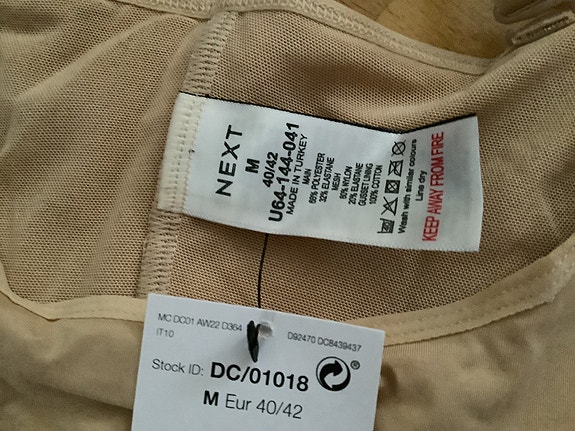 NEXT
M
40/42
U64-144-041
MADE IN TURKEY
MAIN
68% POLYESTER
32% ELASTANE
MESH
80% NYLON
20% ELASTANE
GUSSET LINING
100% COTTON
Wash with similar colours
Line dry
KEEP AWAY FROM FIRE
MC DC01 AW22 D364
IT10
D92470 DC8439437
Stock ID: DC/01018
M Eur 40/42